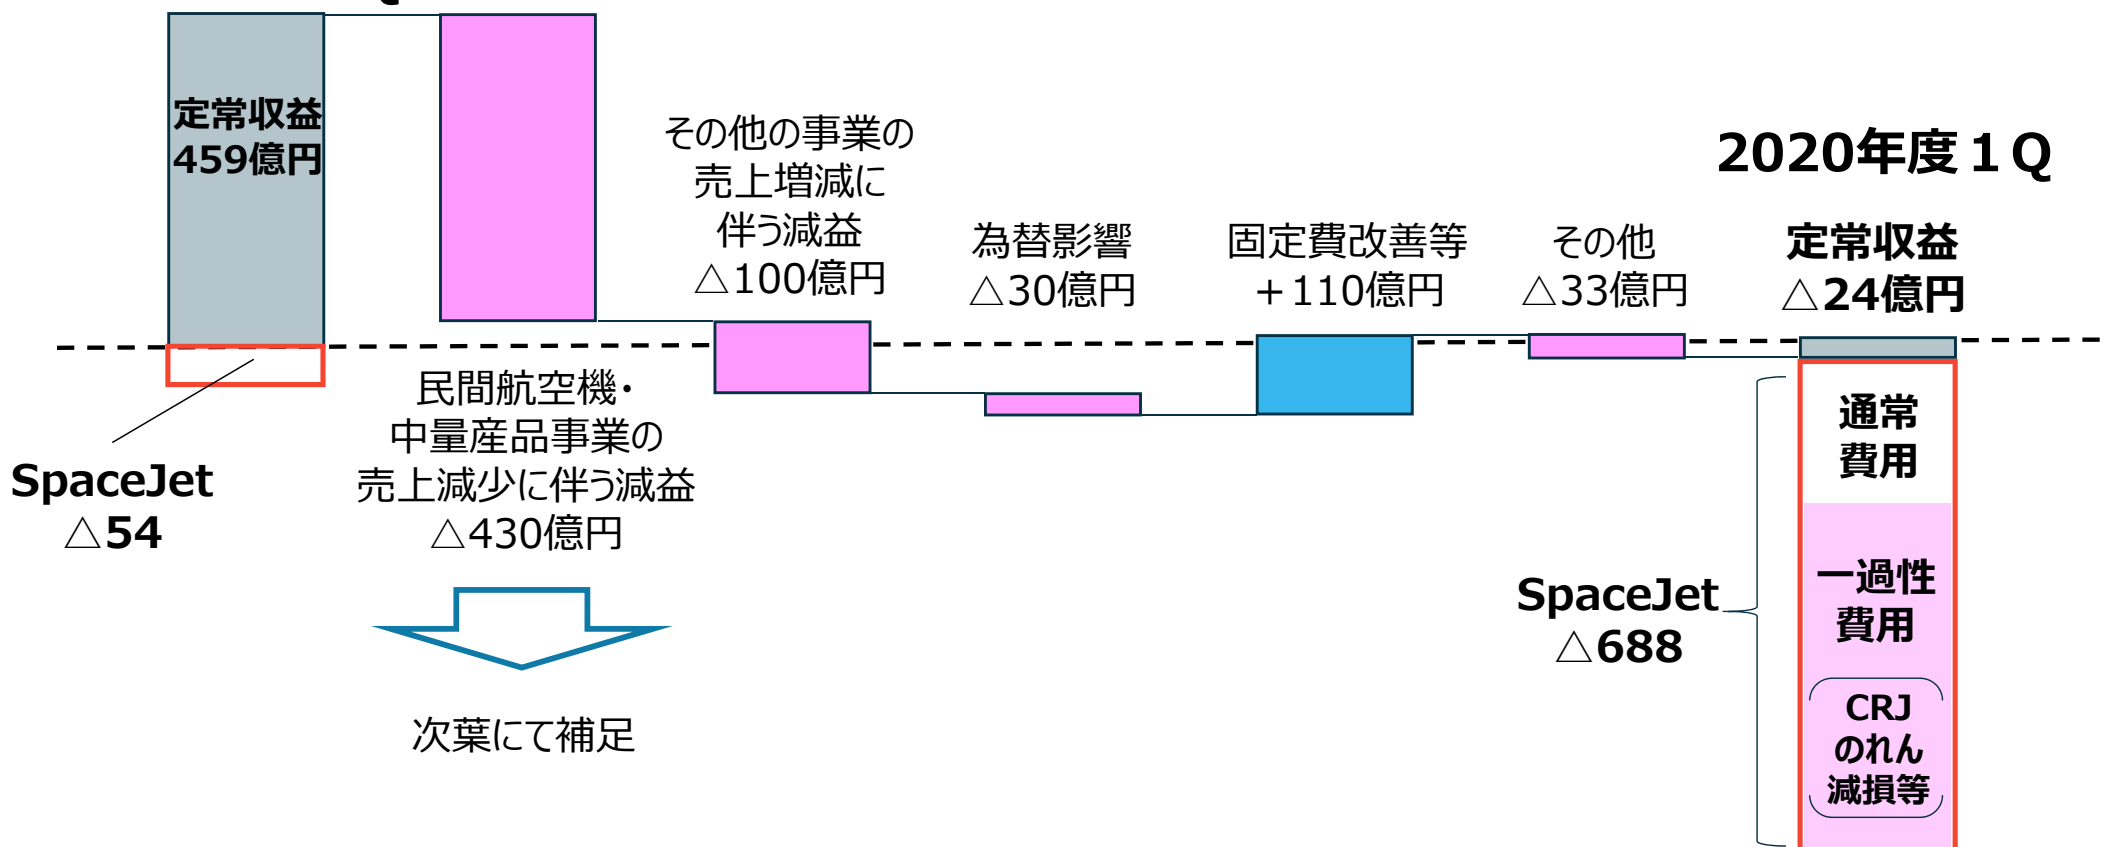 定常収益
459億円
SpaceJet
△54
民間航空機・
中量産品事業の
売上減少に伴う減益
△430億円
次葉にて補足
その他の事業の
売上増減に
伴う減益
△100億円
為替影響
△30億円
固定費改善等
＋110億円
その他
△33億円
2020年度１Q
定常収益
△24億円
SpaceJet
△688
通常
費用
一過性
費用
CRJ
のれん
減損等